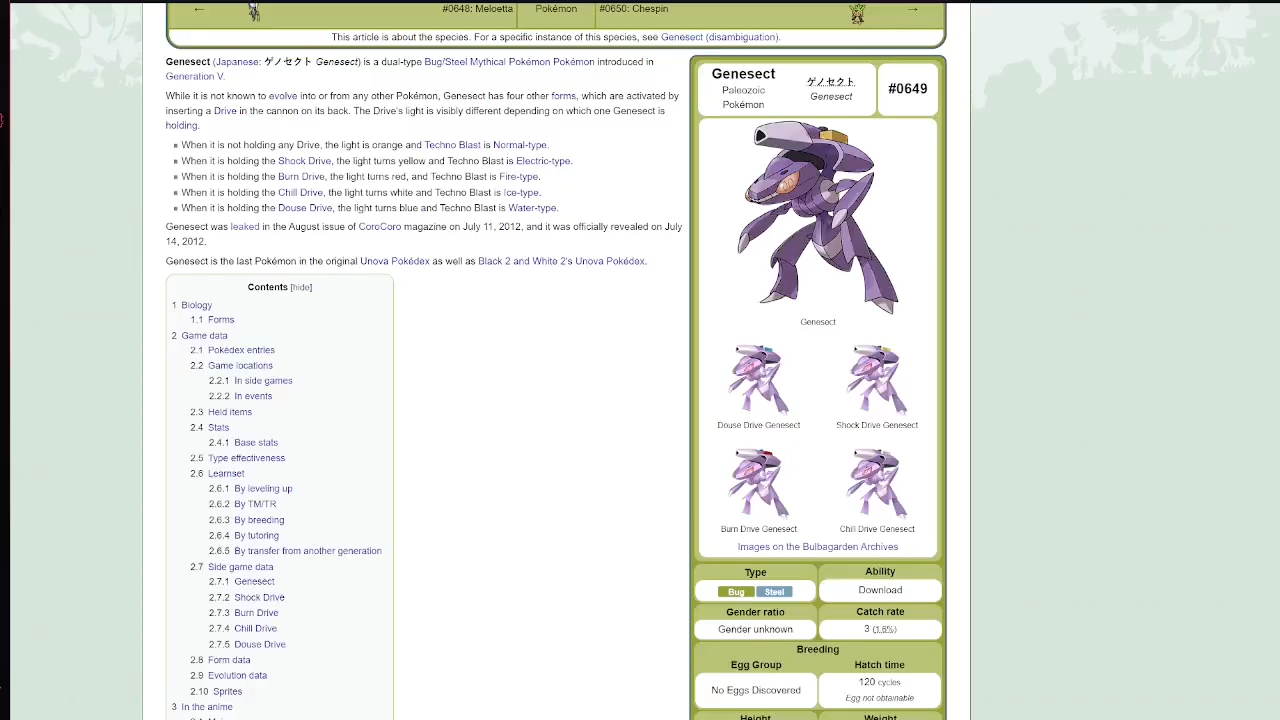 ← #0648: Meloetta Pokémon #0650: Chespin →
This article is about the species. For a specific instance of this species, see Genesect (disambiguation).
Genesect (Japanese: ゲノセクト Genesect) is a dual-type Bug/Steel Mythical Pokémon Pokémon introduced in
Generation V.
While it is not known to evolve into or from any other Pokémon, Genesect has four other forms, which are activated by
inserting a Drive in the cannon on its back. The Drive's light is visibly different depending on which one Genesect is
holding.
When it is not holding any Drive, the light is orange and Techno Blast is Normal-type.
When it is holding the Shock Drive, the light turns yellow and Techno Blast is Electric-type.
When it is holding the Burn Drive, the light turns red, and Techno Blast is Fire-type.
When it is holding the Chill Drive, the light turns white and Techno Blast is Ice-type.
When it is holding the Douse Drive, the light turns blue and Techno Blast is Water-type.
Genesect was leaked in the August issue of CoroCoro magazine on July 11, 2012, and it was officially revealed on July
14, 2012.
Genesect is the last Pokémon in the original Unova Pokédex as well as Black 2 and White 2's Unova Pokédex.
Contents [hide]
1 Biology
1.1 Forms
2 Game data
2.1 Pokédex entries
2.2 Game locations
2.2.1 In side games
2.2.2 In events
2.3 Held items
2.4 Stats
2.4.1 Base stats
2.5 Type effectiveness
2.6 Learnset
2.6.1 By leveling up
2.6.2 By TM/TR
2.6.3 By breeding
2.6.4 By tutoring
2.6.5 By transfer from another generation
2.7 Side game data
2.7.1 Genesect
2.7.2 Shock Drive
2.7.3 Burn Drive
2.7.4 Chill Drive
2.7.5 Douse Drive
2.8 Form data
2.9 Evolution data
2.10 Sprites
3 In the anime
Genesect
Paleozoic
Pokémon
ゲノセクト
Genesect
#0649
Genesect
Douse Drive Genesect Shock Drive Genesect
Burn Drive Genesect Chill Drive Genesect
Images on the Bulbagarden Archives
Type Ability
Bug Steel Download
Gender ratio Catch rate
Gender unknown 3 (1.6%)
Breeding
Egg Group Hatch time
No Eggs Discovered 120 cycles
Egg not obtainable
Height Weight